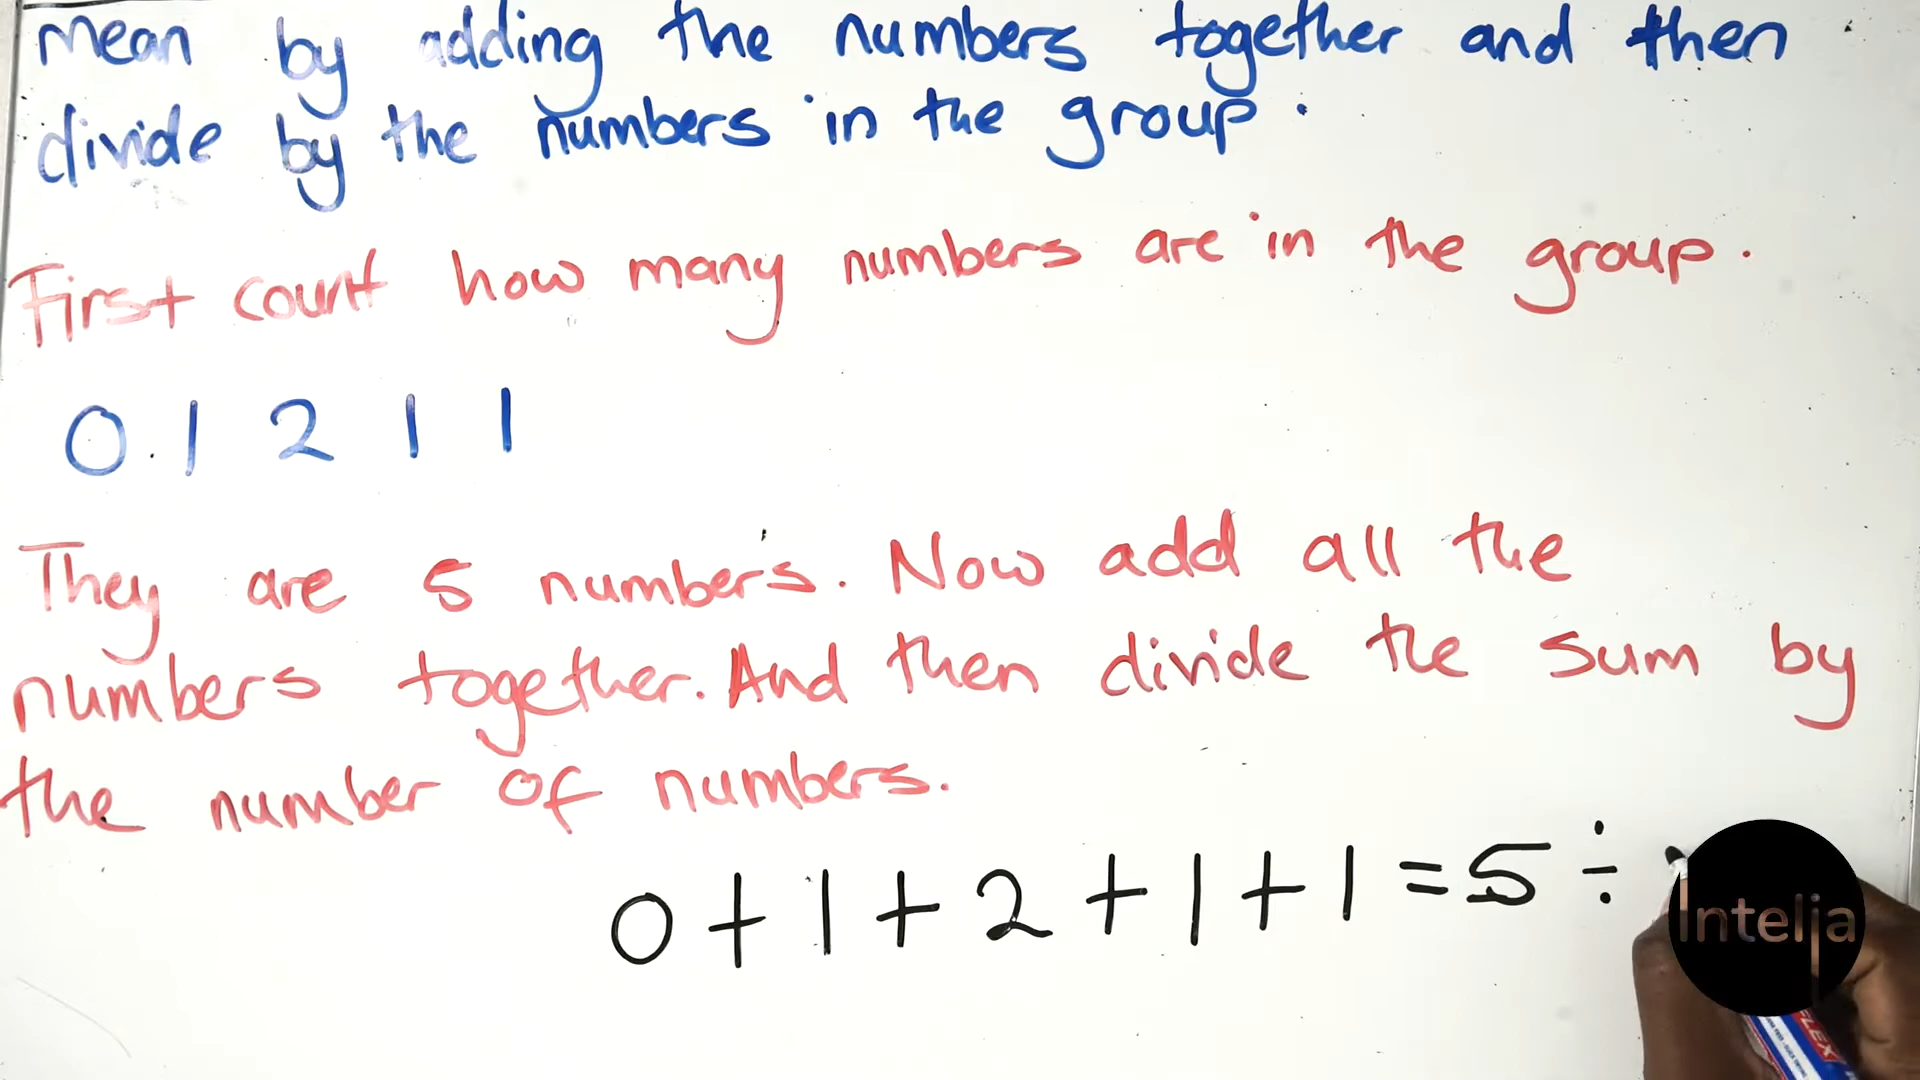 mean by adding the numbers together and then
divide by the numbers in the group.
First count how many numbers are in the group.
0 1 2 1 1
They are 5 numbers. Now add all the
numbers together. And then divide the sum by
the number of numbers.
0 + 1 + 2 + 1 + 1 = 5 ÷
Intelja
FLEX